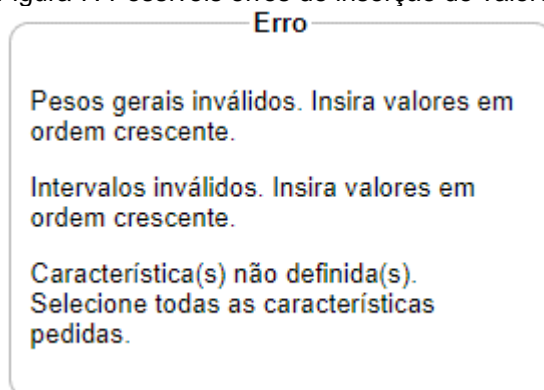 Erro
Pesos gerais inválidos. Insira valores em
ordem crescente.
Intervalos inválidos. Insira valores em
ordem crescente.
Característica(s) não definida(s).
Selecione todas as características
pedidas.